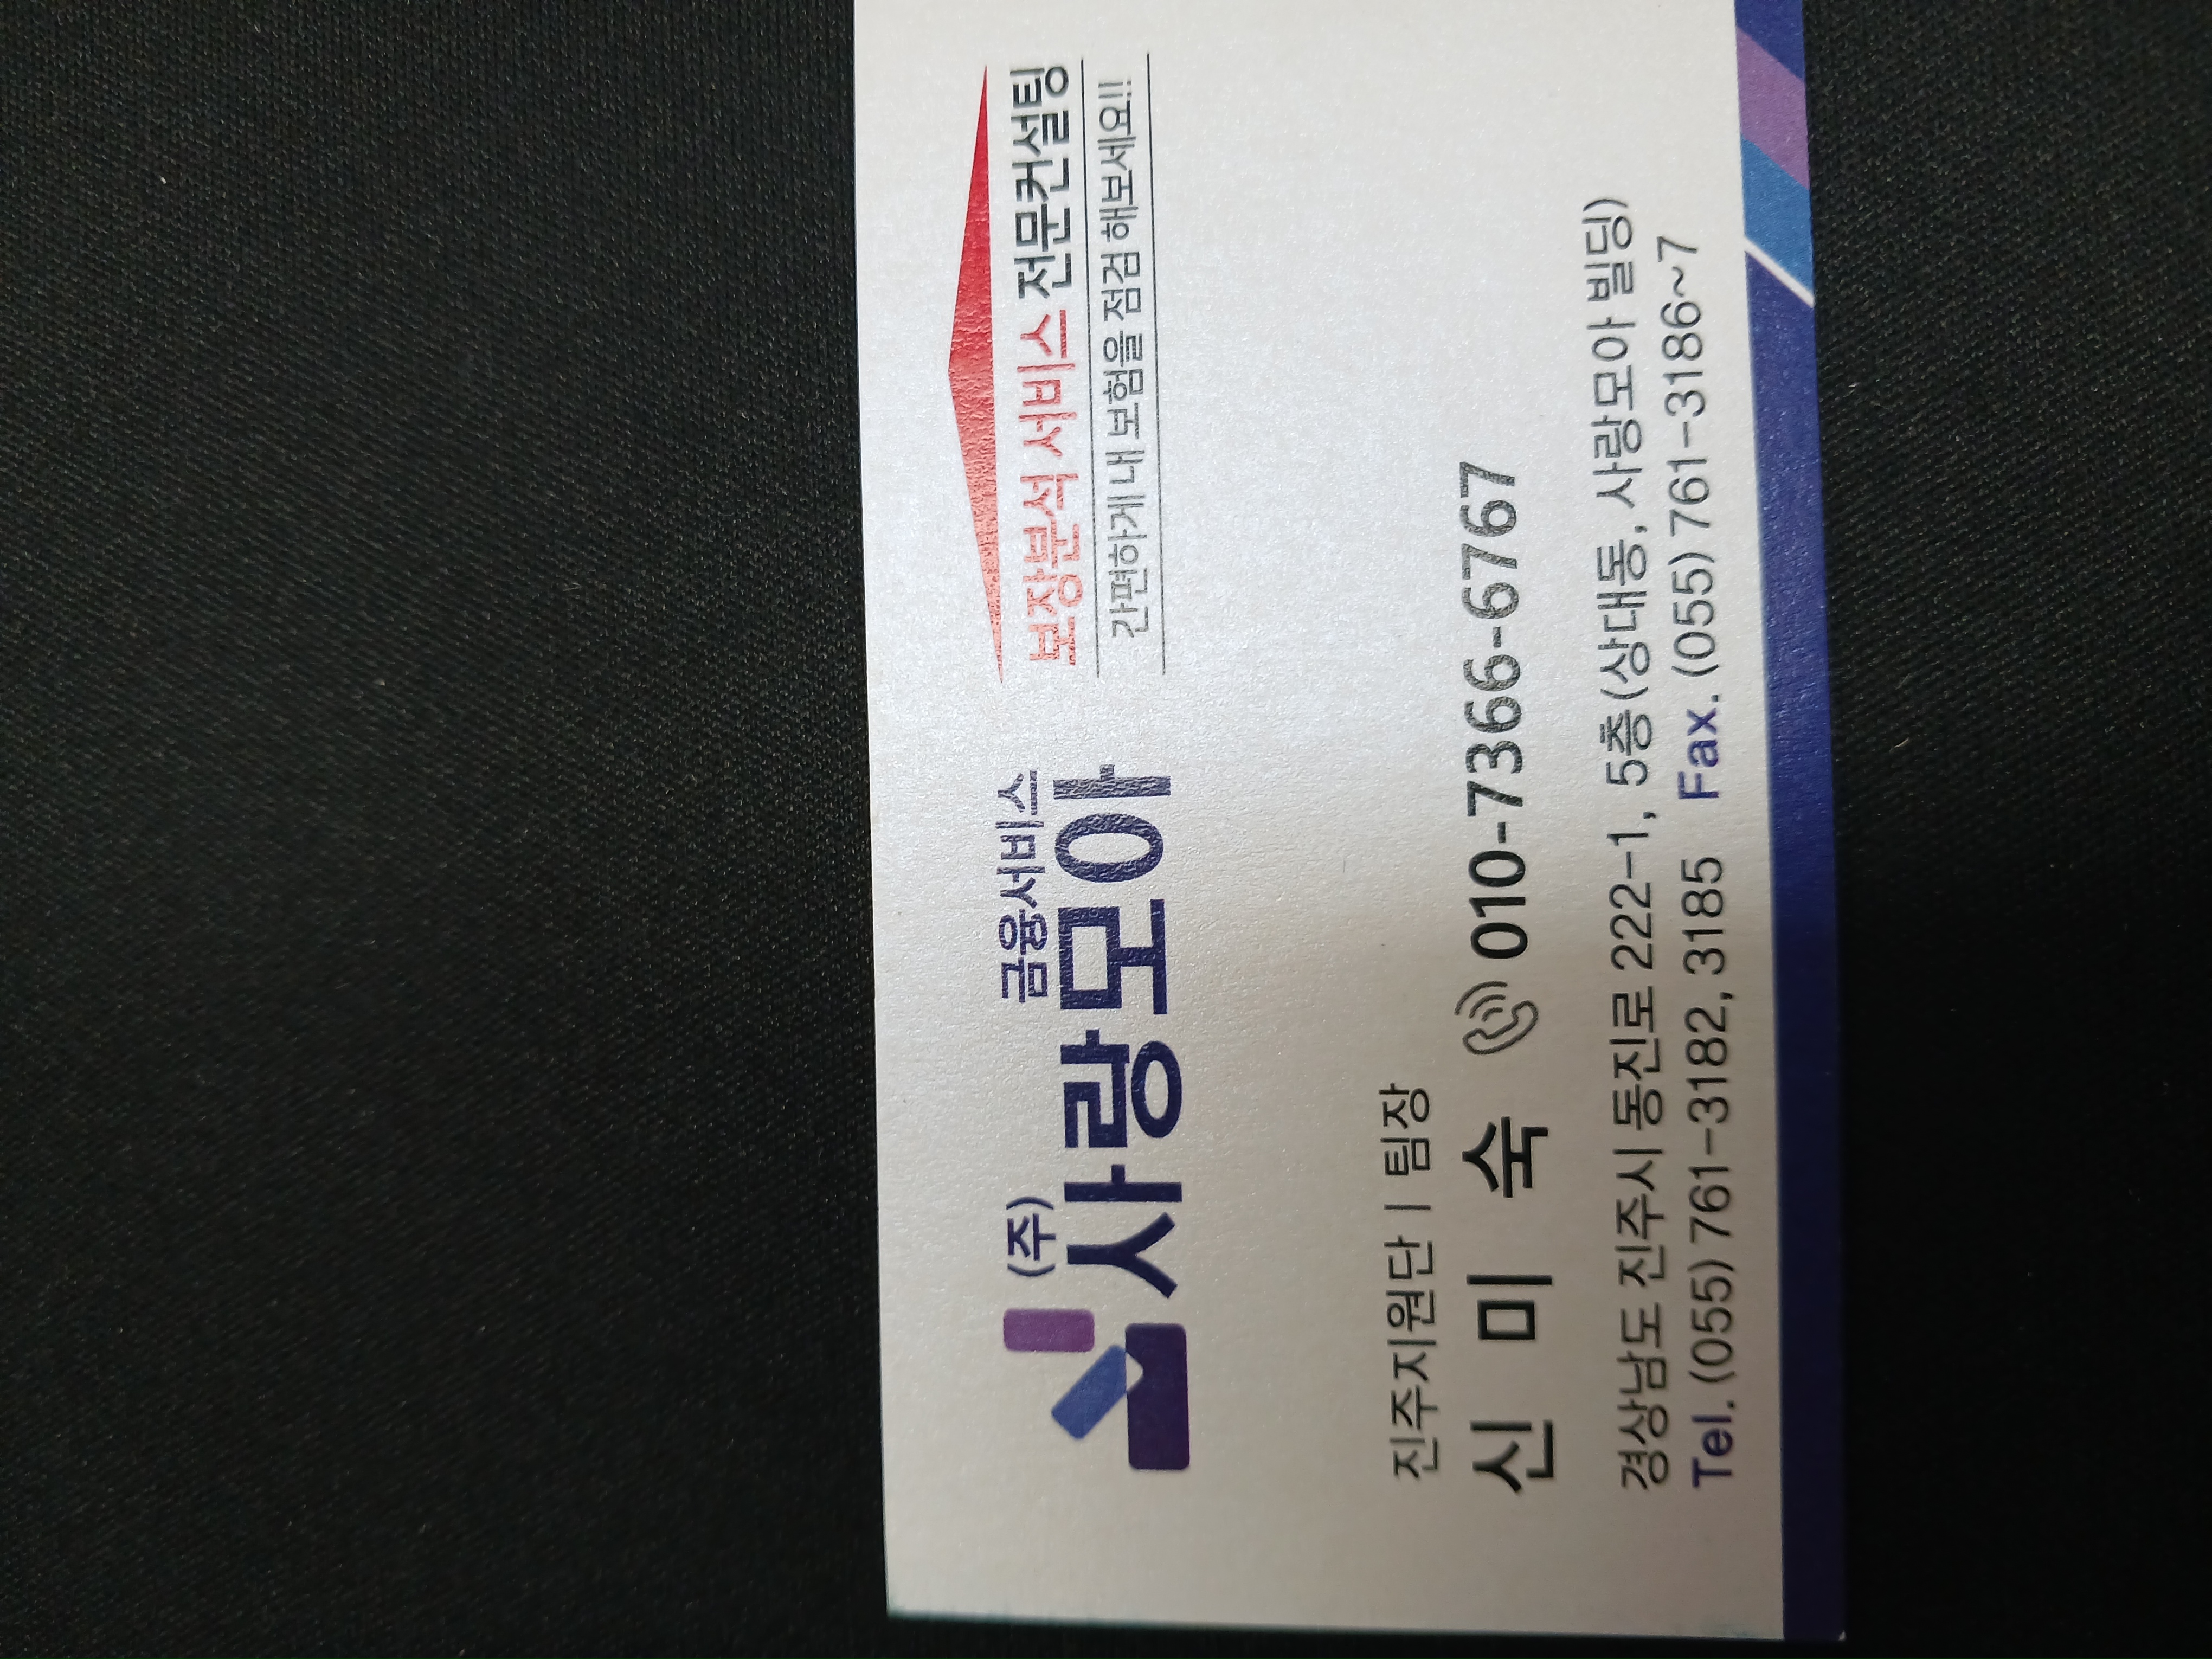 (주) 금융서비스
사랑모아
보장분석 서비스 전문컨설팅
간편하게 내 보험을 점검 해보세요!!
진주지원단 | 팀장
신 미 숙 010-7366-6767
경상남도 진주시 동진로 222-1, 5층(상대동, 사랑모아 빌딩)
Tel. (055) 761-3182, 3185 Fax. (055) 761-3186~7